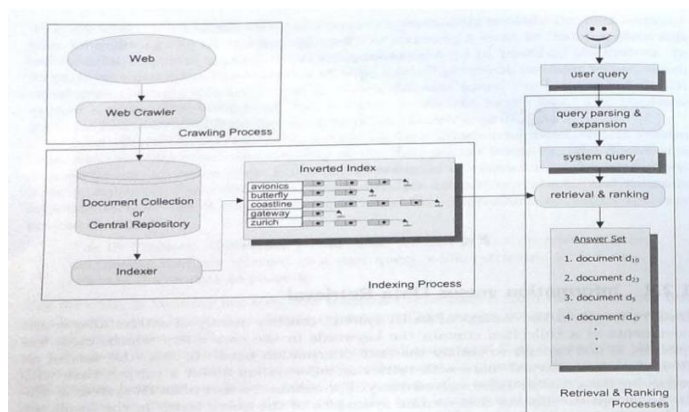 Web
Web Crawler
Crawling Process
Document Collection
or
Central Repository
Indexer
Inverted Index
avionics
butterfly
coastline
gateway
zurich
Indexing Process
user query
query parsing &
expansion
system query
retrieval & ranking
Answer Set
1. document d10
2. document d23
3. document d5
4. document d47
Retrieval & Ranking
Processes